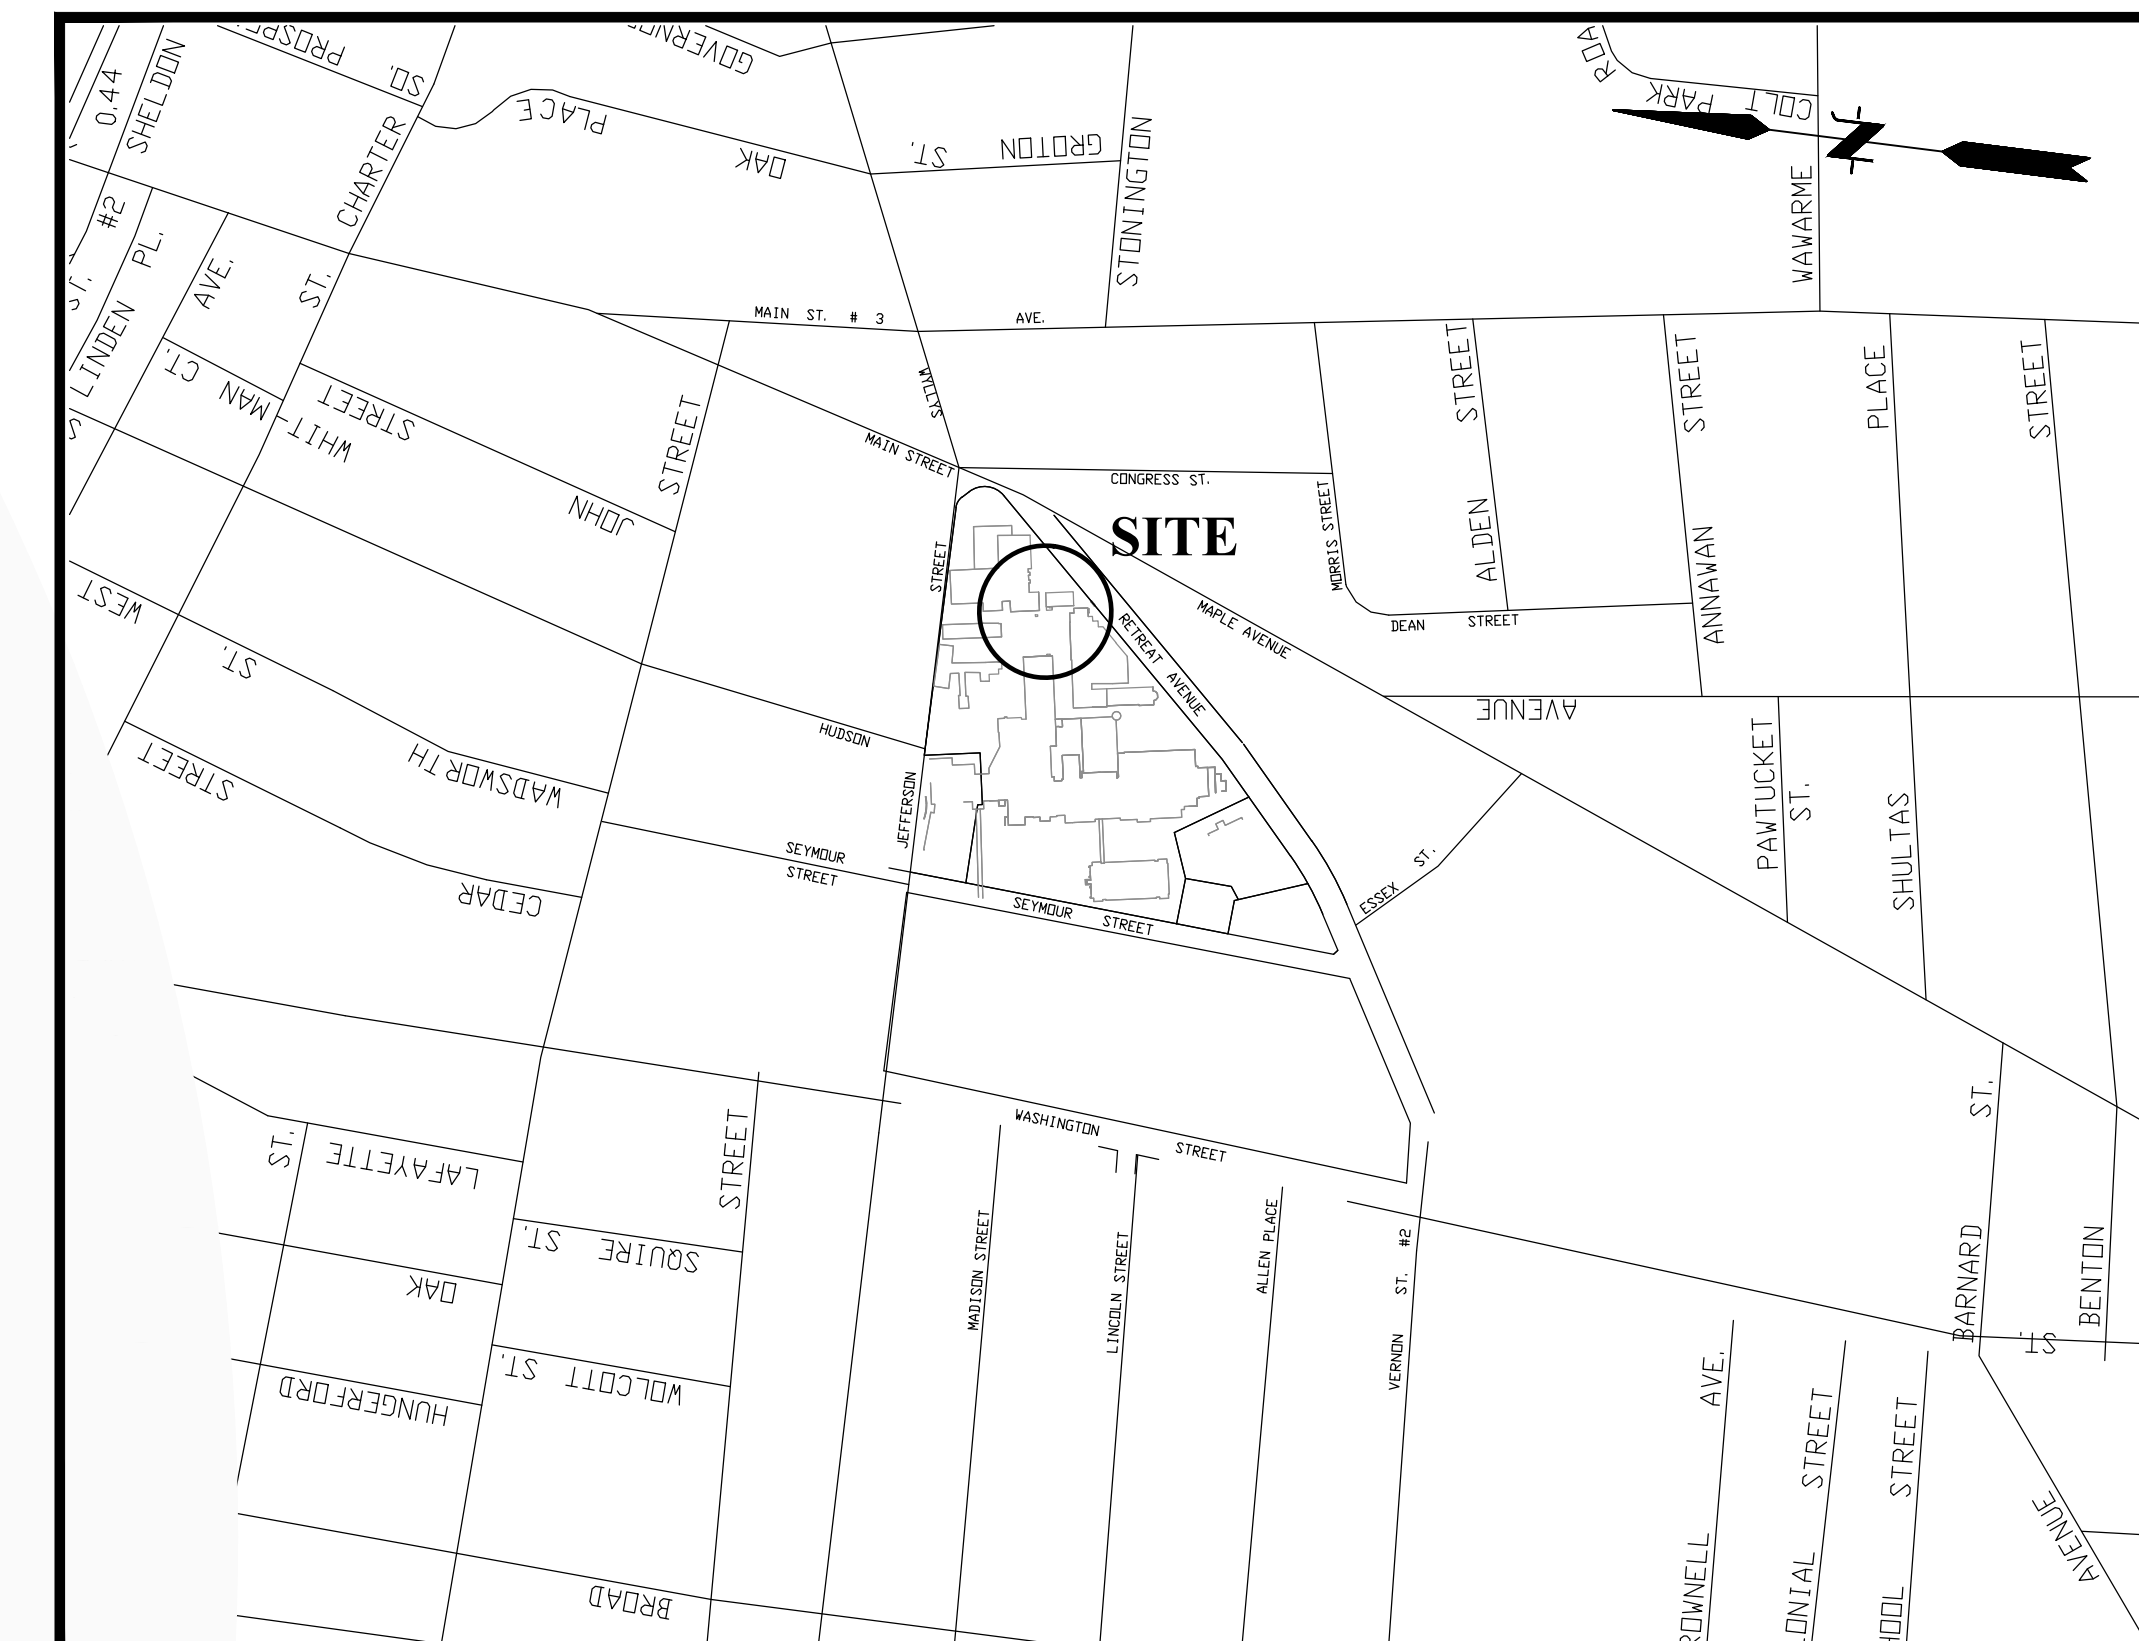 SO.
PLACE
OAK
GROTON ST.
STONINGTON
COLT PARK
N
WAWARME
0.44
SHELDON
CHARTER
ST.
#2
LINDEN PL.
AVE.
WHIT-
MAN CT.
JOHN STREET
STREET
MAIN ST. # 3
AVE.
WYLLYS
MAIN STREET
CONGRESS ST.
SITE
MORRIS STREET
ALDEN STREET
ANNAWAN STREET
PLACE
STREET
DEAN STREET
MAPLE AVENUE
RETREAT AVENUE
AVENUE
STREET
JEFFERSON
HUDSON
WEST
ST.
WADSWORTH
STREET
CEDAR
SEYMOUR
STREET
SEYMOUR STREET
ESSEX ST.
PAWTUCKET
ST.
SHULTAS
WASHINGTON STREET
LAFAYETTE
ST.
STREET
SQUIRE ST.
OAK
WOLCOTT ST.
HUNGERFORD
BROAD
MADISON STREET
LINCOLN STREET
ALLEN PLACE
VERNON ST. #2
BARNARD ST.
BENTON
ST.
AVE.
STREET
STREET
AVENUE